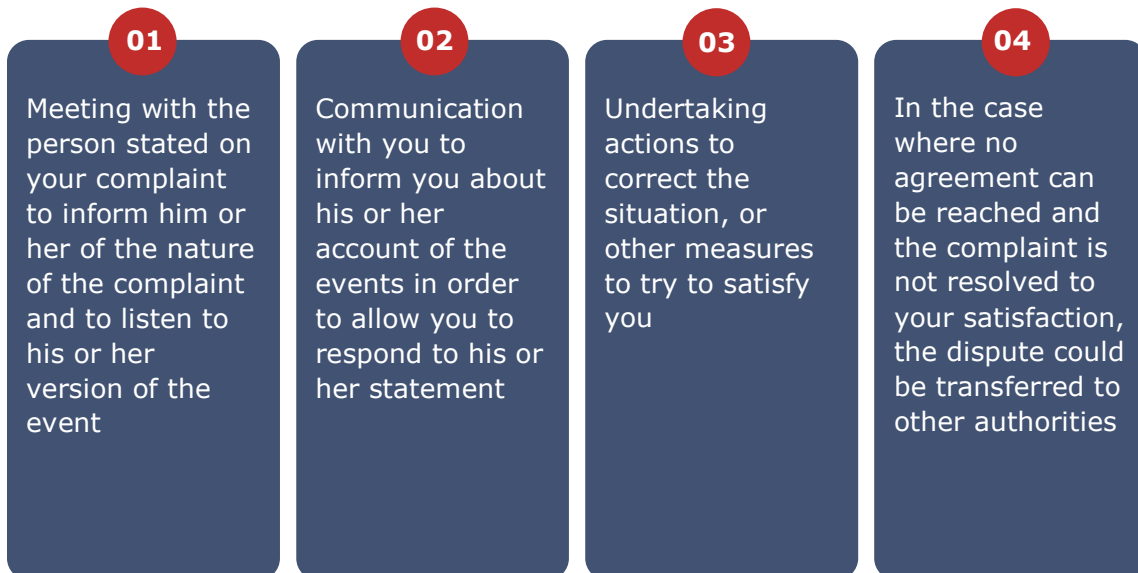 01
Meeting with the
person stated on
your complaint
to inform him or
her of the nature
of the complaint
and to listen to
his or her
version of the
event
02
Communication
with you to
inform you about
his or her
account of the
events in order
to allow you to
respond to his or
her statement
03
Undertaking
actions to
correct the
situation, or
other measures
to try to satisfy
you
04
In the case
where no
agreement can
be reached and
the complaint is
not resolved to
your satisfaction,
the dispute could
be transferred to
other authorities